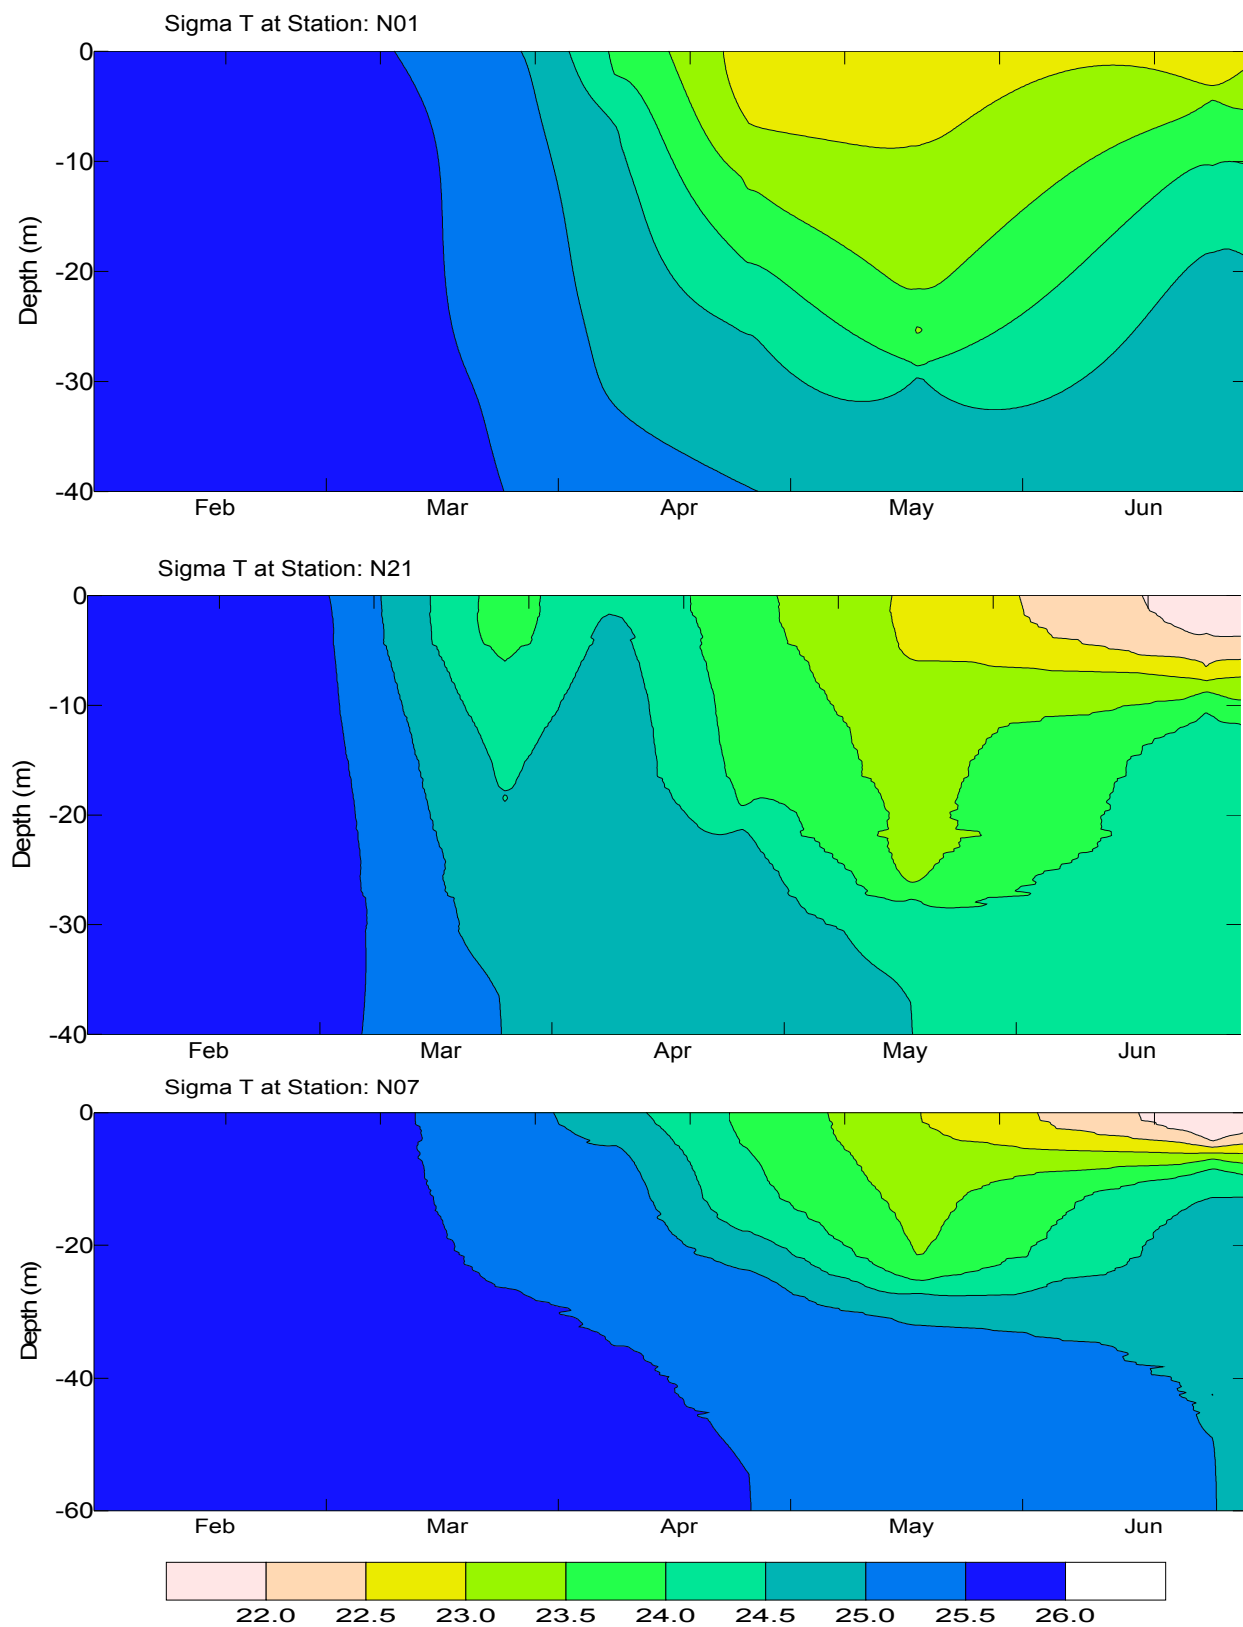 Sigma T at Station: N01
0
-10
-20
-30
-40
Depth (m)
Feb Mar Apr May Jun
Sigma T at Station: N21
0
-10
-20
-30
-40
Depth (m)
Feb Mar Apr May Jun
Sigma T at Station: N07
0
-20
-40
-60
Depth (m)
Feb Mar Apr May Jun
22.0 22.5 23.0 23.5 24.0 24.5 25.0 25.5 26.0